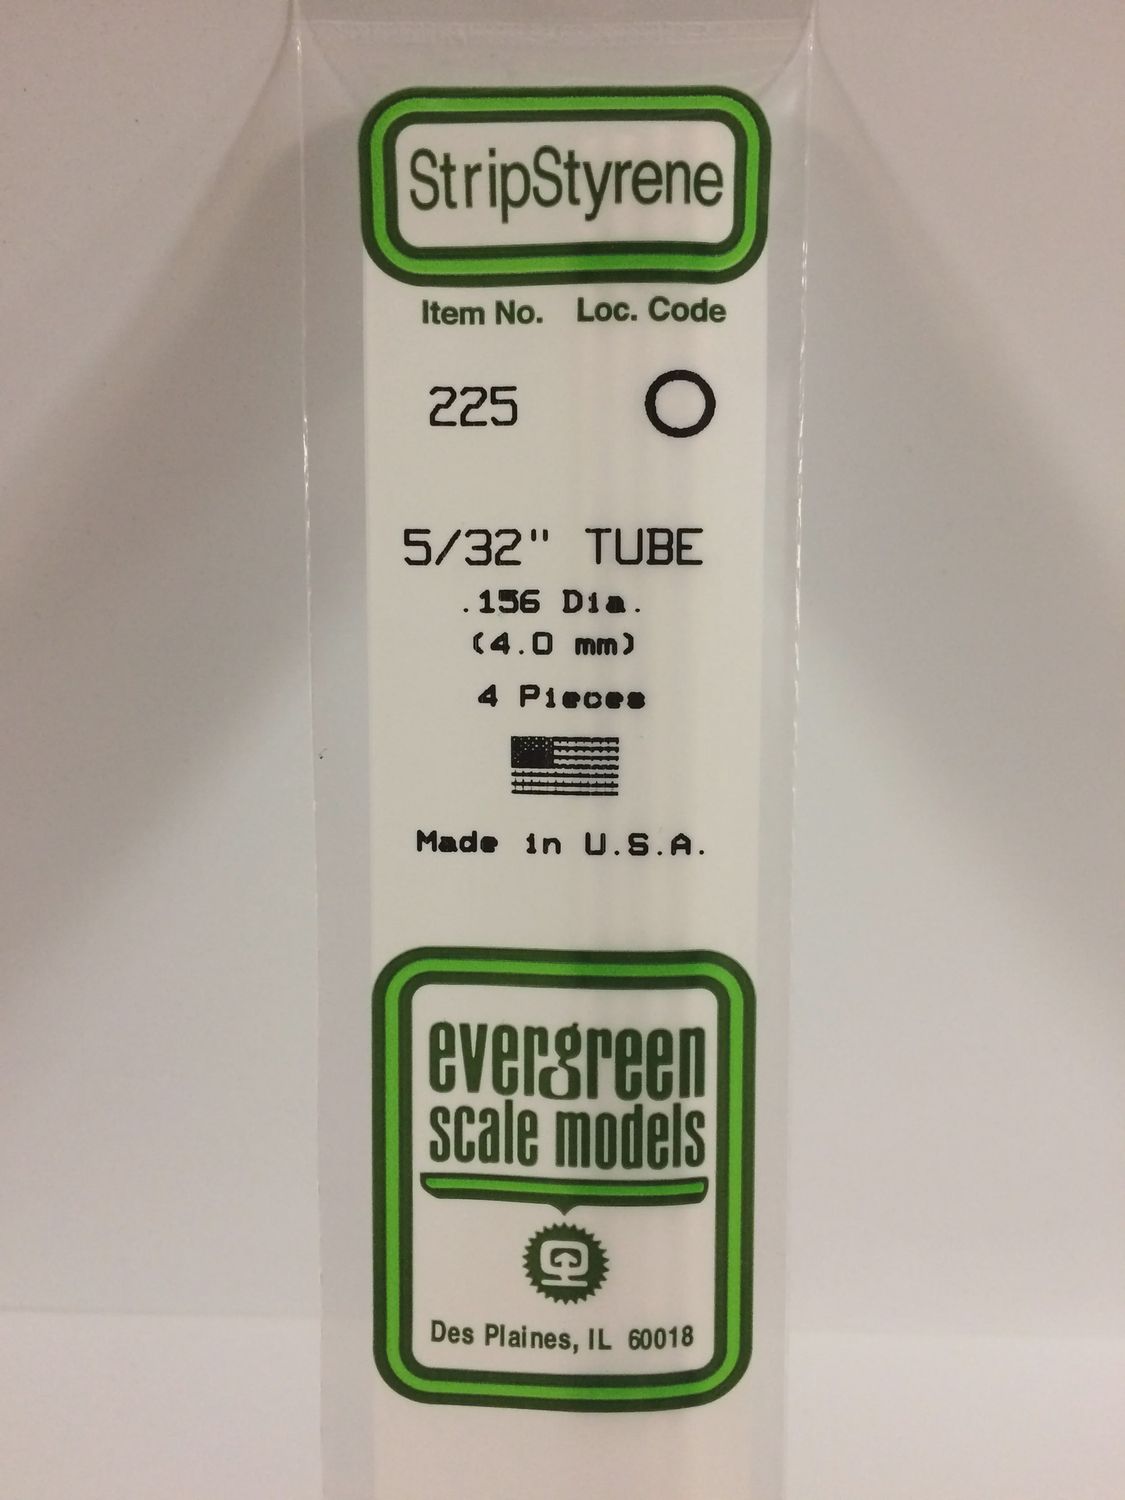 StripStyrene
Item No. Loc. Code
225
5/32" TUBE
.156 Dia.
(4.0 mm)
4 Pieces
Made in U.S.A.
evergreen
scale models
Des Plaines, IL 60018